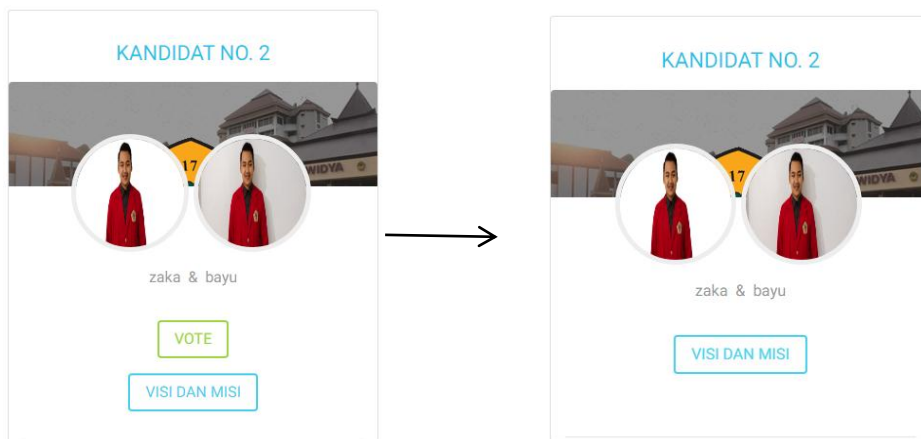 KANDIDAT NO. 2
17
WIDYA
zaka & bayu
VOTE
VISI DAN MISI
KANDIDAT NO. 2
17
WIDYA
zaka & bayu
VISI DAN MISI